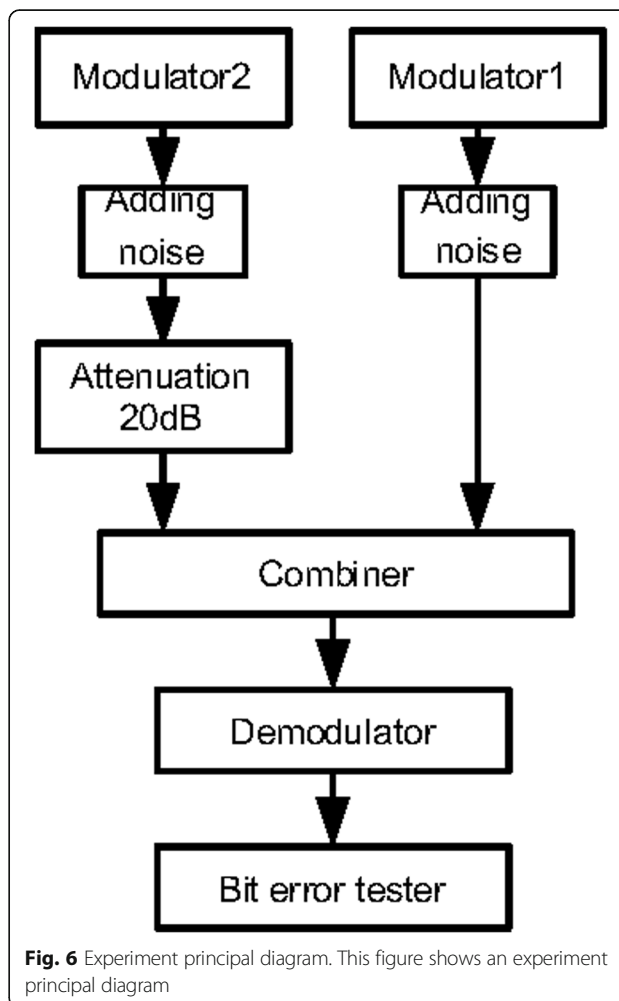 Modulator2
Modulator1
Adding
noise
Adding
noise
Attenuation
20dB
Combiner
Demodulator
Bit error tester
Fig. 6 Experiment principal diagram. This figure shows an experiment
principal diagram